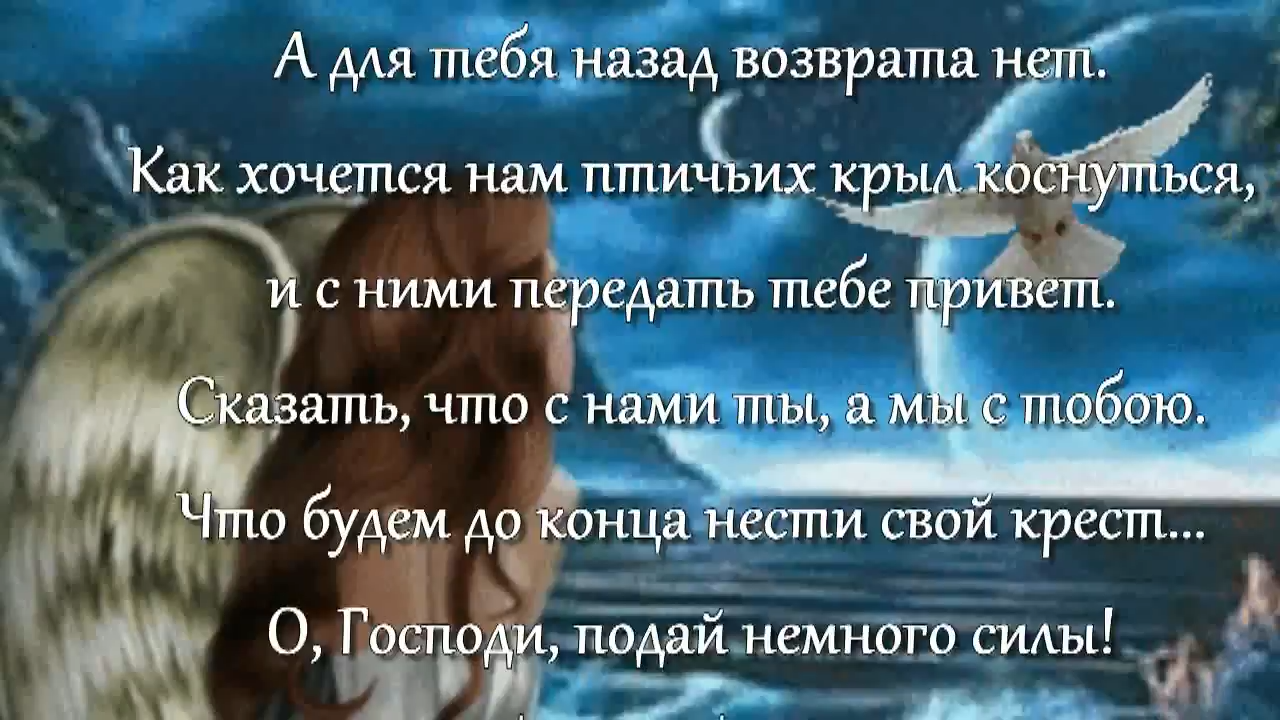 А для тебя назад возврата нет.
Как хочется нам птичьих крыл коснуться,
и с ними передать тебе привет.
Сказать, что с нами ты, а мы с тобою.
Что будем до конца нести свой крест...
О, Господи, подай немного силы!